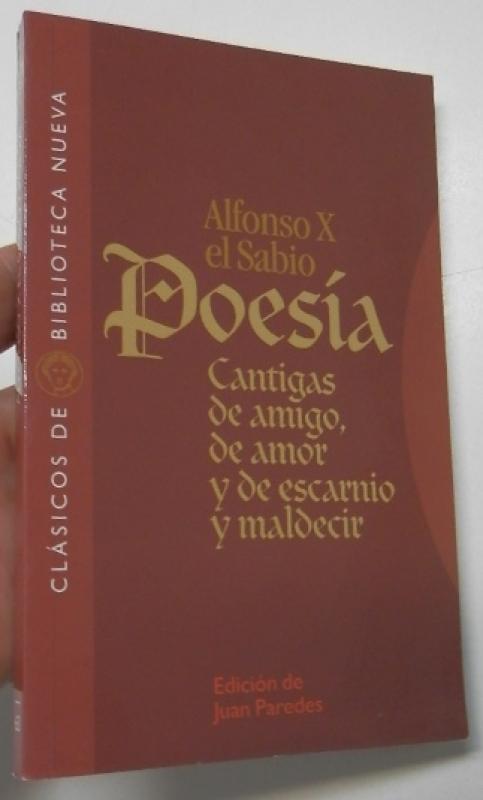 CLÁSICOS DE BIBLIOTECA NUEVA
Alfonso X
el Sabio
Poesía
Cantigas
de amigo,
de amor
y de escarnio
y maldecir
Edición de
Juan Paredes